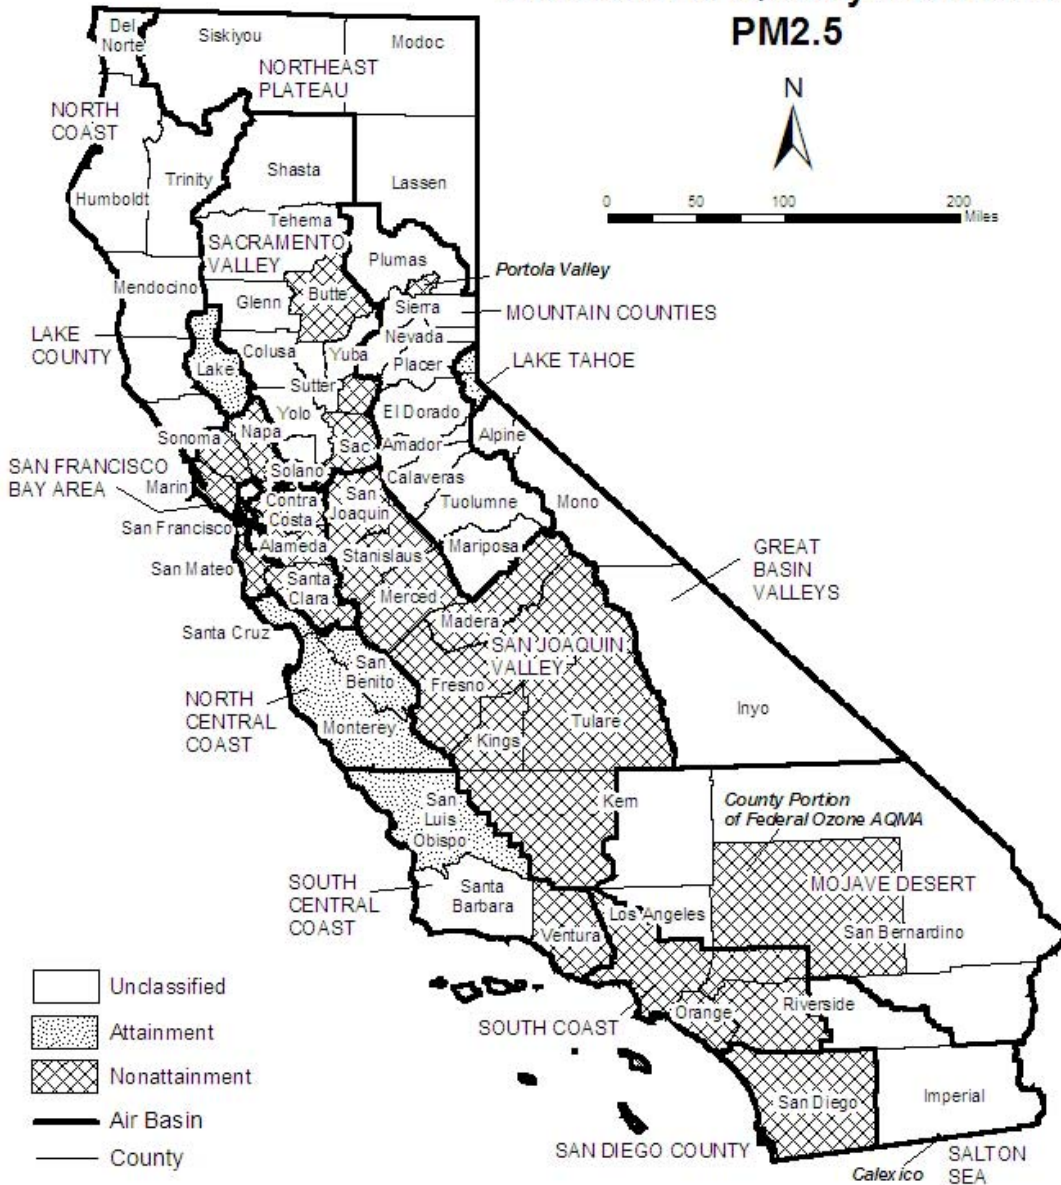 PM2.5
N
0 50 100 200
Miles
Del
Norte
Siskiyou
Modoc
NORTHEAST
PLATEAU
NORTH
COAST
Shasta
Trinity
Lassen
Humboldt
Tehema
SACRAMENTO
VALLEY
Plumas
Portola Valley
Mendocino
Glenn
Butte
Sierra
MOUNTAIN COUNTIES
LAKE
COUNTY
Nevada
Colusa
Yuba
Placer
LAKE TAHOE
Lake
Sutter
El Dorado
Yolo
Napa
Sonoma
Sac
Amador
Alpine
SAN FRANCISCO
BAY AREA
Solano
Calaveras
Marin
Contra
Costa
San
Joaquin
Tuolumne
Mono
San Francisco
Alameda
Stanislaus
Mariposa
GREAT
BASIN
VALLEYS
San Mateo
Santa
Clara
Merced
Madera
Santa Cruz
SAN JOAQUIN
VALLEY
San
Benito
Fresno
NORTH
CENTRAL
COAST
Monterey
Kings
Tulare
Inyo
San
Luis
Obispo
Kern
County Portion
of Federal Ozone AQMA
SOUTH
CENTRAL
COAST
Santa
Barbara
MOJAVE DESERT
Los Angeles
San Bernardino
Ventura
Unclassified
Attainment
Nonattainment
Air Basin
County
SOUTH COAST
Orange
Riverside
San Diego
Imperial
SAN DIEGO COUNTY
Calexico
SALTON
SEA